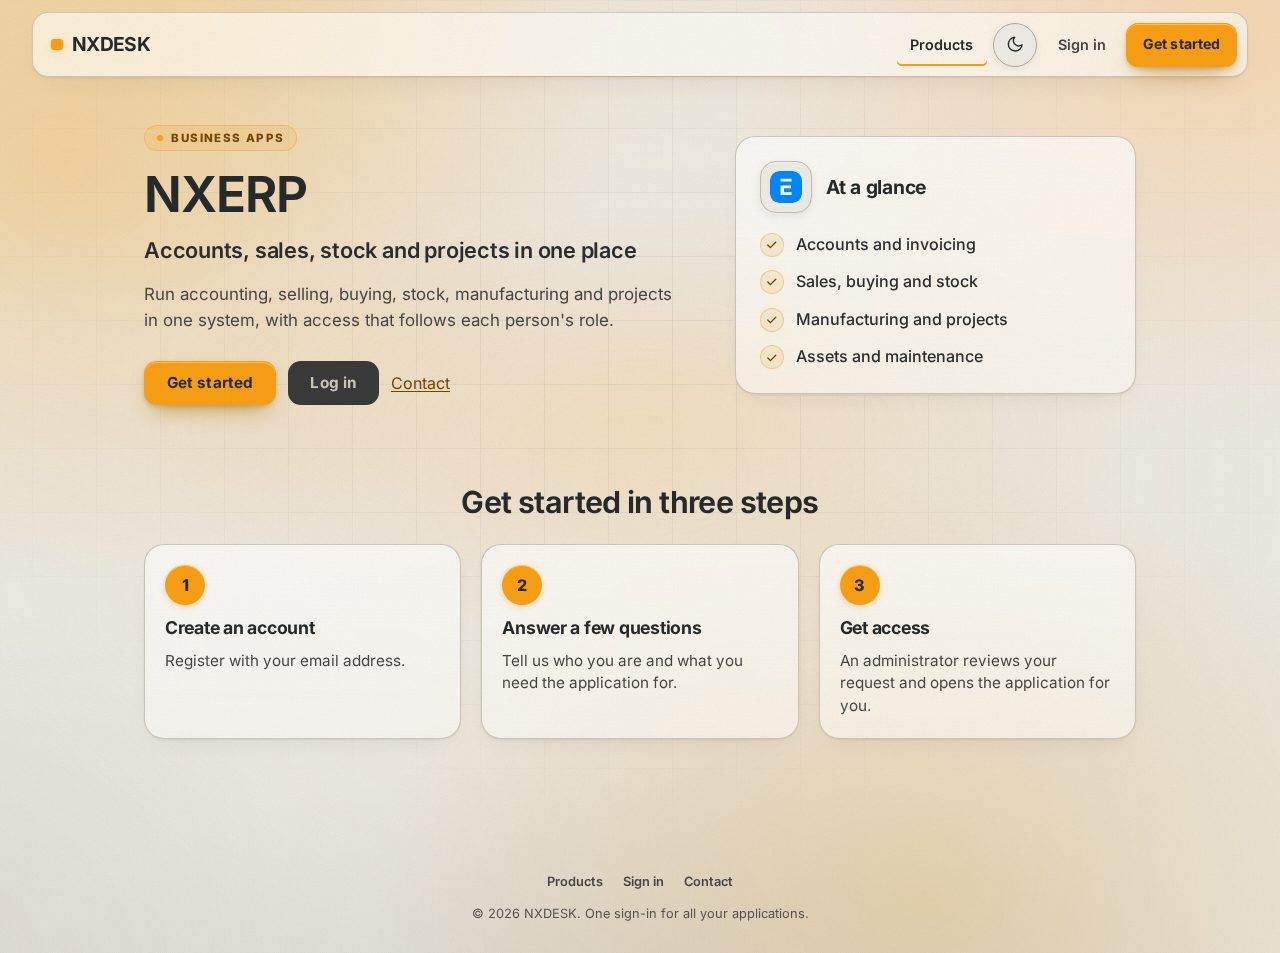 NXDESK
Products
Sign in
Get started
BUSINESS APPS
NXERP
Accounts, sales, stock and projects in one place
Run accounting, selling, buying, stock, manufacturing and projects
in one system, with access that follows each person's role.
Get started
Log in
Contact
At a glance
Accounts and invoicing
Sales, buying and stock
Manufacturing and projects
Assets and maintenance
Get started in three steps
1
Create an account
Register with your email address.
2
Answer a few questions
Tell us who you are and what you
need the application for.
3
Get access
An administrator reviews your
request and opens the application for
you.
Products
Sign in
Contact
© 2026 NXDESK. One sign-in for all your applications.